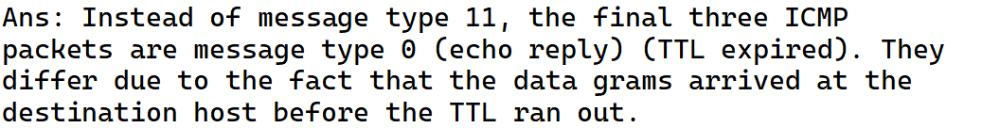 Ans: Instead of message type 11, the final three ICMP
packets are message type 0 (echo reply) (TTL expired). They
differ due to the fact that the data grams arrived at the
destination host before the TTL ran out.